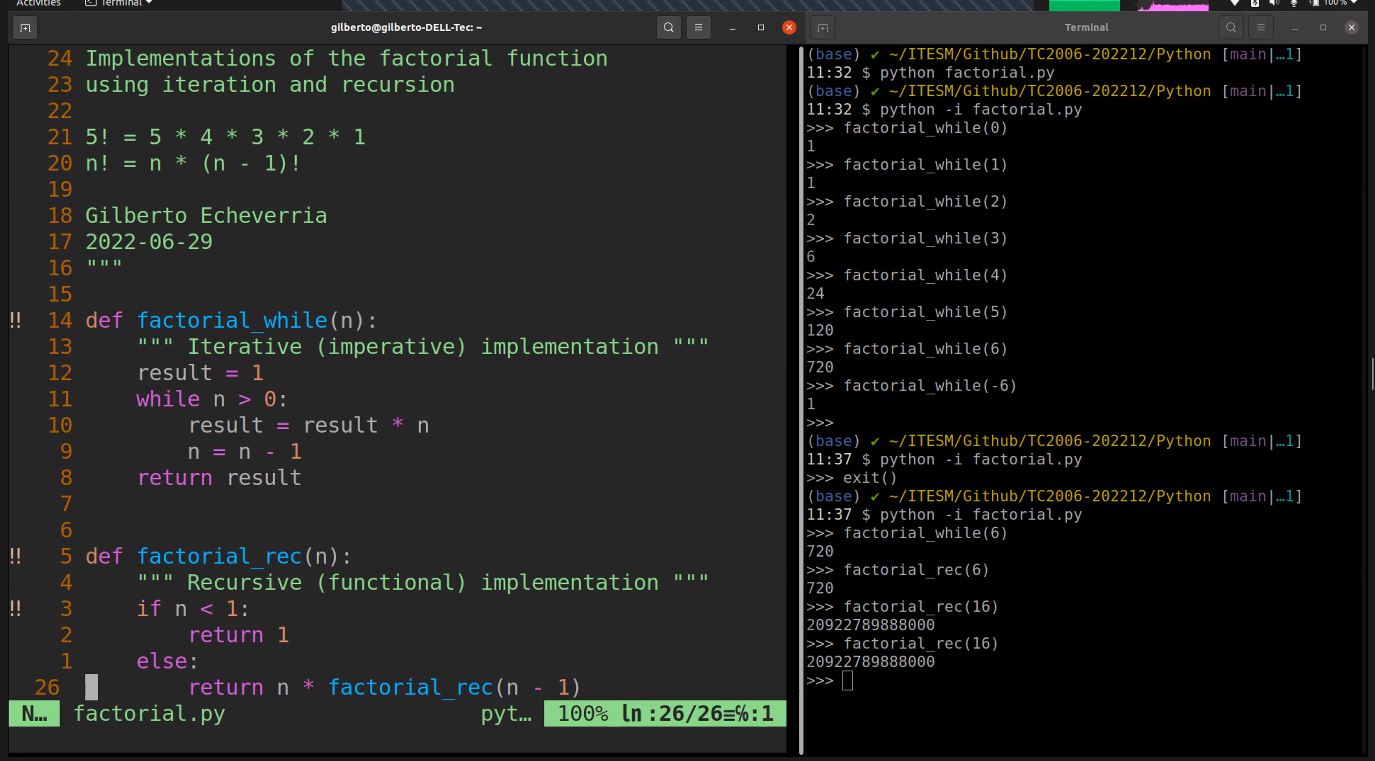 Activities Terminal 100%
gilberto@gilberto-DELL-Tec: ~
24 Implementations of the factorial function
23 using iteration and recursion
22
21 5! = 5 * 4 * 3 * 2 * 1
20 n! = n * (n - 1)!
19
18 Gilberto Echeverria
17 2022-06-29
16 """
15
!! 14 def factorial_while(n):
13     """ Iterative (imperative) implementation """
12     result = 1
11     while n > 0:
10         result = result * n
9         n = n - 1
8     return result
7
6
!! 5 def factorial_rec(n):
4     """ Recursive (functional) implementation """
!! 3     if n < 1:
2         return 1
1     else:
26         return n * factorial_rec(n - 1)
N… factorial.py pyt… 100% ln :26/26≡℅:1
Terminal
(base) ✔ ~/ITESM/Github/TC2006-202212/Python [main|…1]
11:32 $ python factorial.py
(base) ✔ ~/ITESM/Github/TC2006-202212/Python [main|…1]
11:32 $ python -i factorial.py
>>> factorial_while(0)
1
>>> factorial_while(1)
1
>>> factorial_while(2)
2
>>> factorial_while(3)
6
>>> factorial_while(4)
24
>>> factorial_while(5)
120
>>> factorial_while(6)
720
>>> factorial_while(-6)
1
>>>
(base) ✔ ~/ITESM/Github/TC2006-202212/Python [main|…1]
11:37 $ python -i factorial.py
>>> exit()
(base) ✔ ~/ITESM/Github/TC2006-202212/Python [main|…1]
11:37 $ python -i factorial.py
>>> factorial_while(6)
720
>>> factorial_rec(6)
720
>>> factorial_rec(16)
20922789888000
>>> factorial_rec(16)
20922789888000
>>>